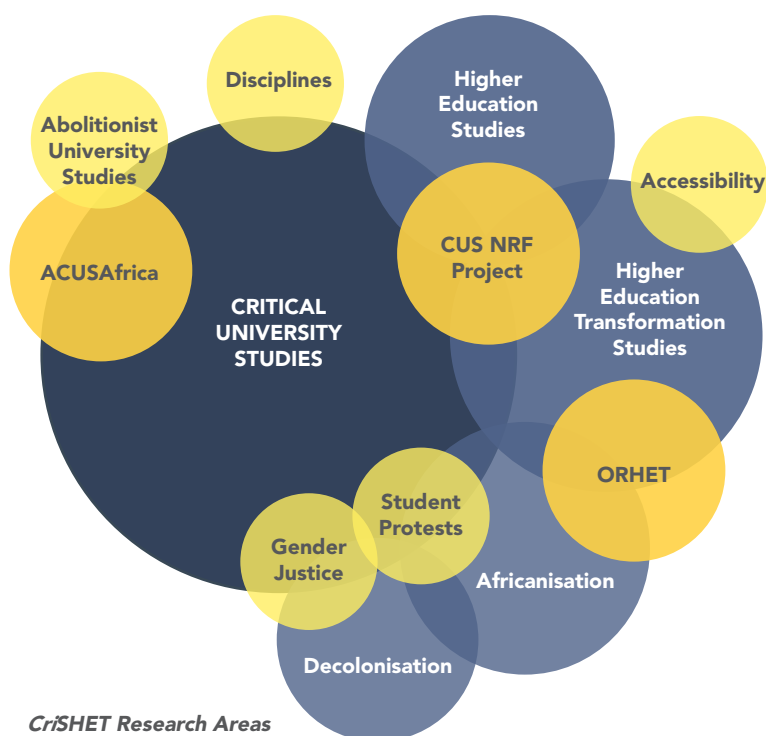 Disciplines
Higher
Education
Studies
Abolitionist
University
Studies
Accessibility
ACUSAfrica
CUS NRF
Project
CRITICAL
UNIVERSITY
STUDIES
Higher
Education
Transformation
Studies
ORHET
Student
Protests
Gender
Justice
Africanisation
Decolonisation
CriSHET Research Areas